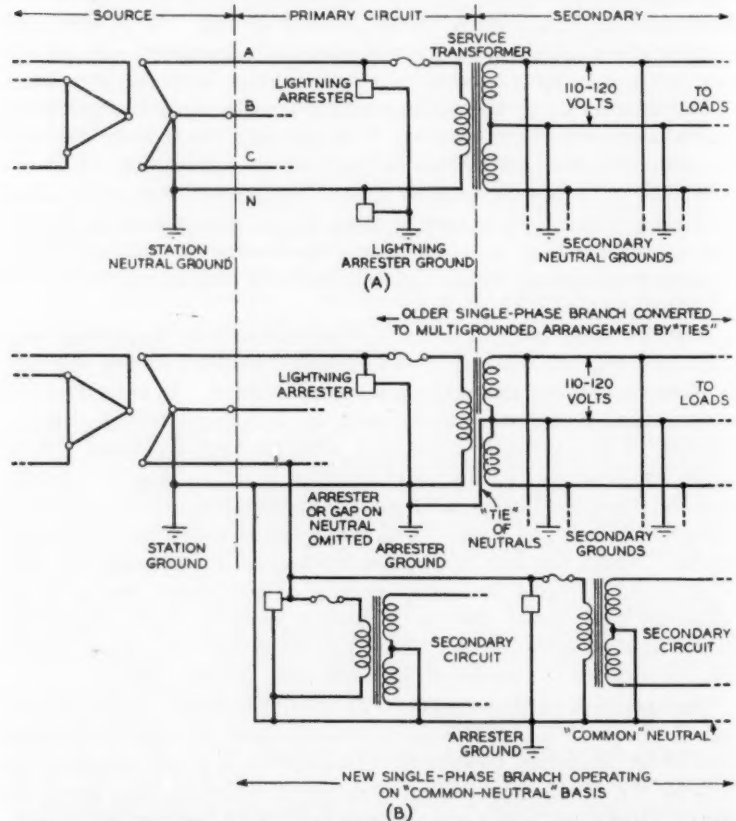 SOURCE
PRIMARY CIRCUIT
SECONDARY
SERVICE
TRANSFORMER
A
LIGHTNING
ARRESTER
B
C
N
110-120
VOLTS
TO
LOADS
STATION
NEUTRAL GROUND
LIGHTNING
ARRESTER GROUND
SECONDARY
NEUTRAL GROUNDS
(A)
OLDER SINGLE-PHASE BRANCH CONVERTED
TO MULTIGROUNDED ARRANGEMENT BY "TIES"
LIGHTNING
ARRESTER
110-120
VOLTS
TO
LOADS
ARRESTER
OR GAP ON
NEUTRAL
OMITTED
STATION
GROUND
ARRESTER
GROUND
"TIE"
OF
NEUTRALS
SECONDARY
GROUNDS
SECONDARY
CIRCUIT
SECONDARY
CIRCUIT
ARRESTER
GROUND
"COMMON" NEUTRAL
NEW SINGLE-PHASE BRANCH OPERATING
ON "COMMON-NEUTRAL" BASIS
(B)